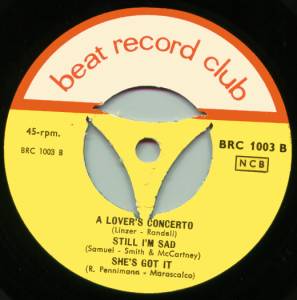 beat record club
45-rpm.
BRC 1003 B
BRC 1003 B
NCB
A LOVER'S CONCERTO
(Linzer - Randell)
STILL I'M SAD
(Samuel - Smith & McCartney)
SHE'S GOT IT
(R. Pennimann - Marascalco)